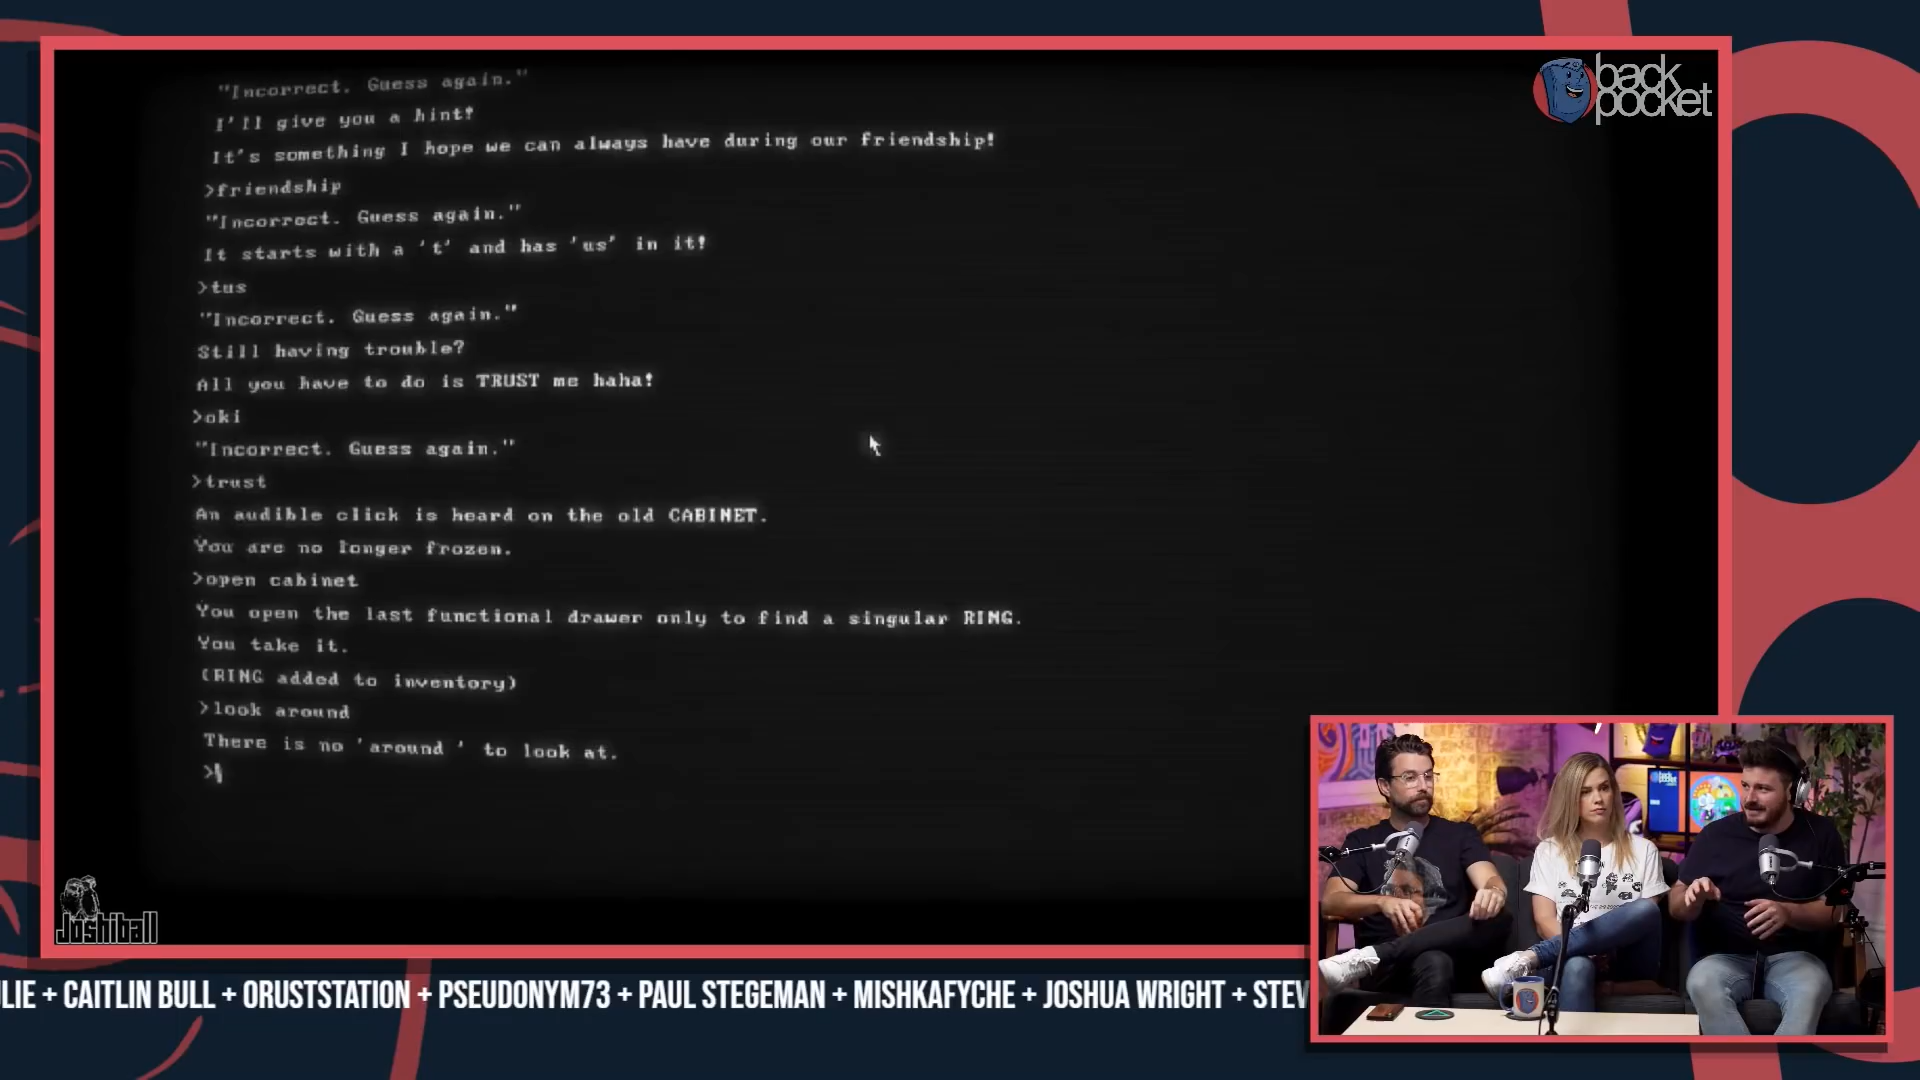 "Incorrect. Guess again."
I'll give you a hint!
It's something I hope we can always have during our friendship!
>friendship
"Incorrect. Guess again."
It starts with a 't' and has 'us' in it!
>tus
"Incorrect. Guess again."
Still having trouble?
All you have to do is TRUST me haha!
>oki
"Incorrect. Guess again."
>trust
An audible click is heard on the old CABINET.
You are no longer frozen.
>open cabinet
You open the last functional drawer only to find a singular RING.
You take it.
(RING added to inventory)
>look around
There is no 'around ' to look at.
>
back
pocket
Joshiball
LIE + CAITLIN BULL + ORUSTSTATION + PSEUDONYM73 + PAUL STEGEMAN + MISHKAFYCHE + JOSHUA WRIGHT + STEV